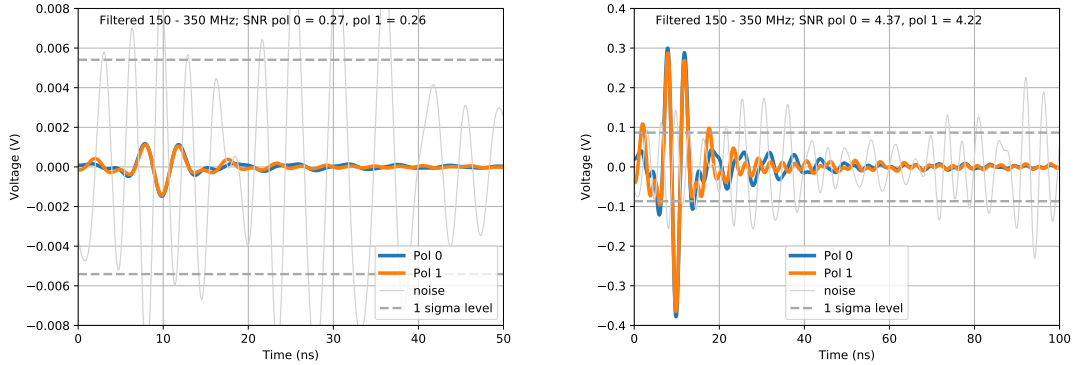 Filtered 150 - 350 MHz; SNR pol 0 = 0.27, pol 1 = 0.26
0.008
0.006
0.004
0.002
0.000
−0.002
−0.004
−0.006
−0.008
Voltage (V)
0 10 20 30 40 50
Time (ns)
Pol 0
Pol 1
noise
1 sigma level
Filtered 150 - 350 MHz; SNR pol 0 = 4.37, pol 1 = 4.22
0.4
0.3
0.2
0.1
0.0
−0.1
−0.2
−0.3
−0.4
Voltage (V)
0 20 40 60 80 100
Time (ns)
Pol 0
Pol 1
noise
1 sigma level